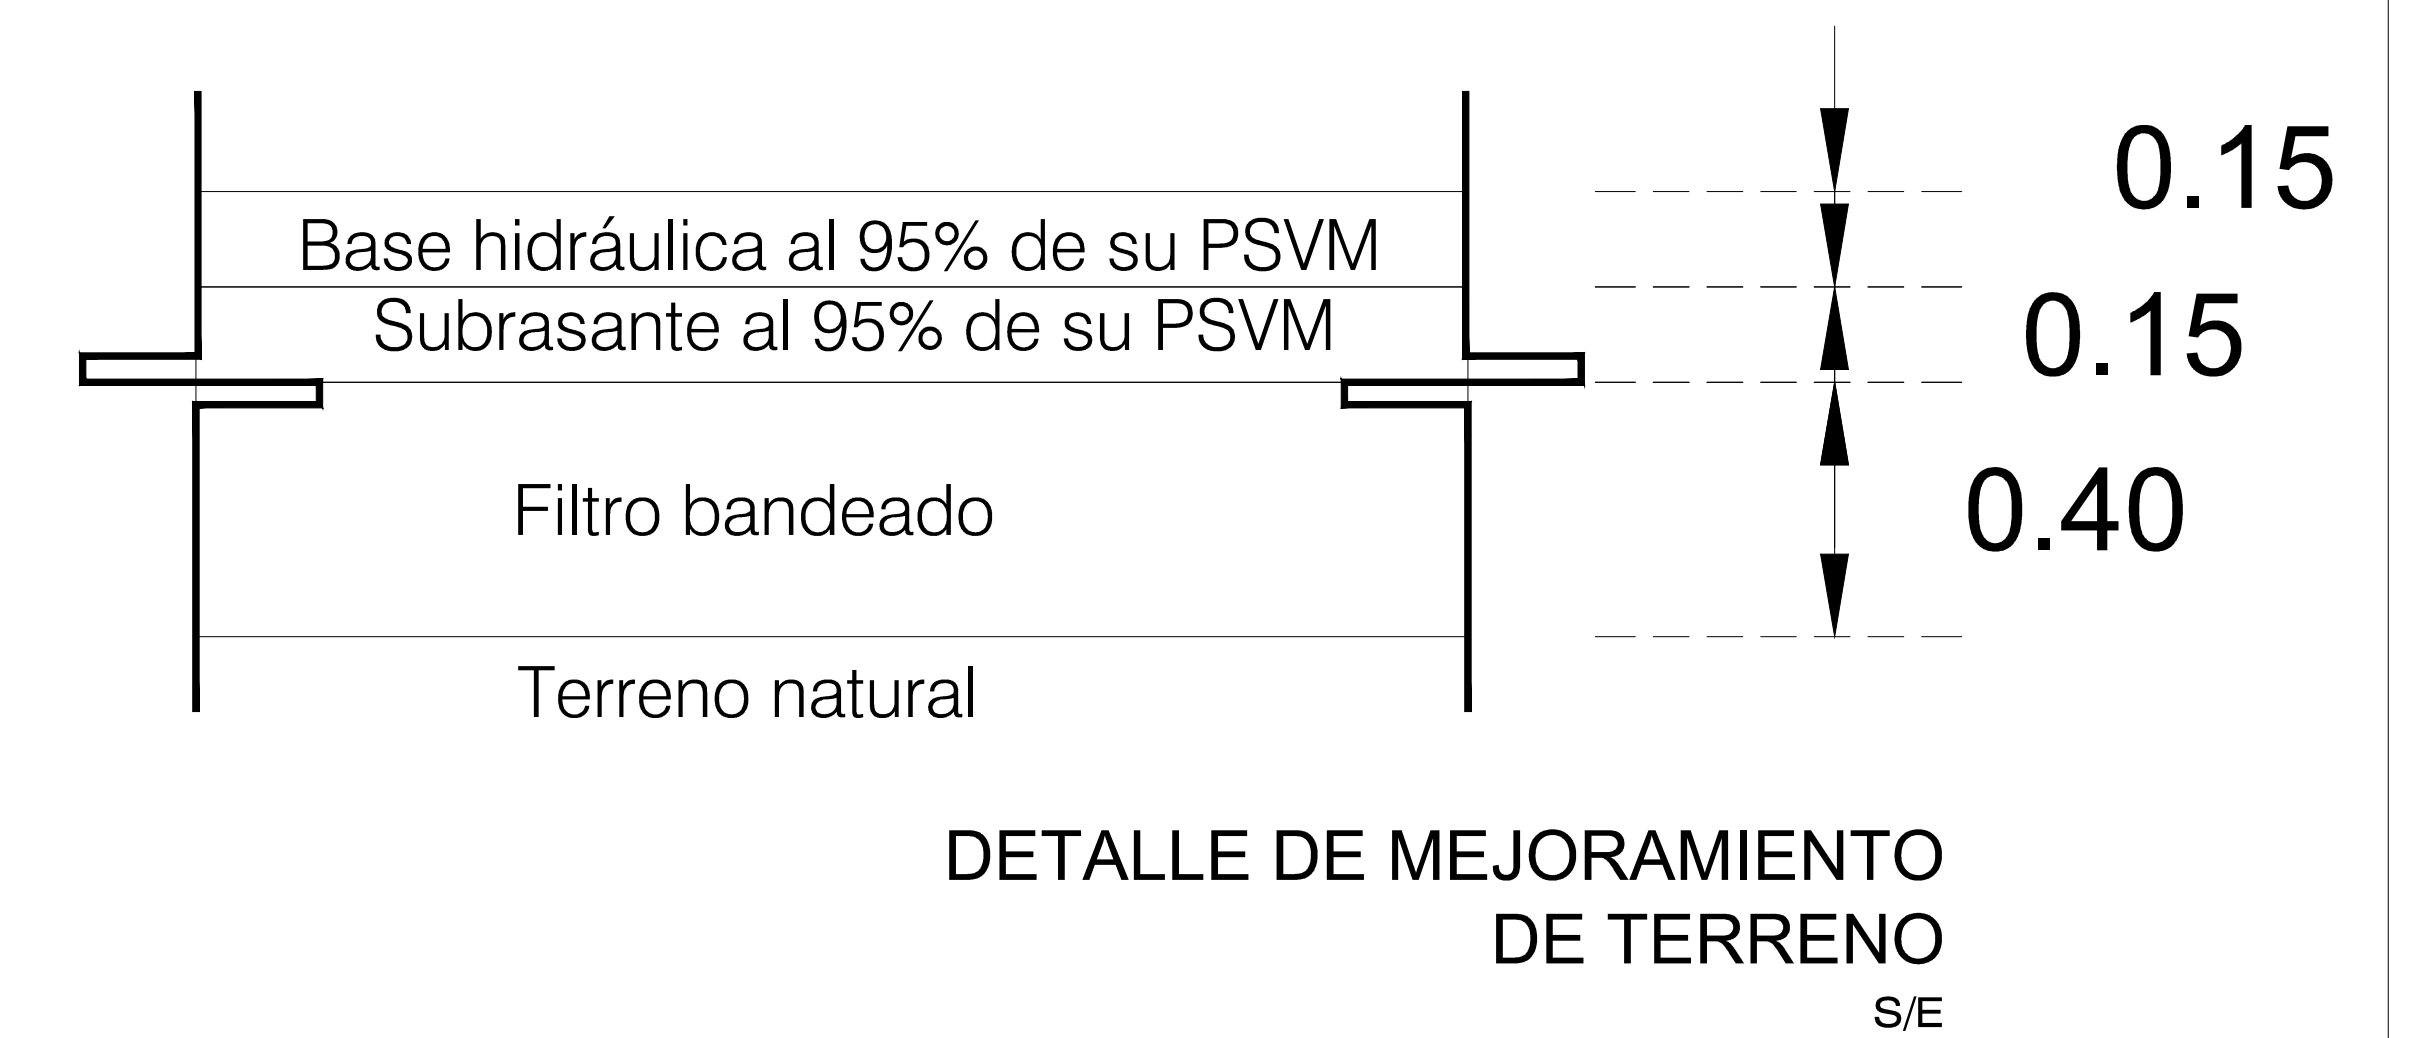 0.15
Base hidráulica al 95% de su PSVM
Subrasante al 95% de su PSVM
0.15
Filtro bandeado
0.40
Terreno natural
DETALLE DE MEJORAMIENTO
DE TERRENO
S/E